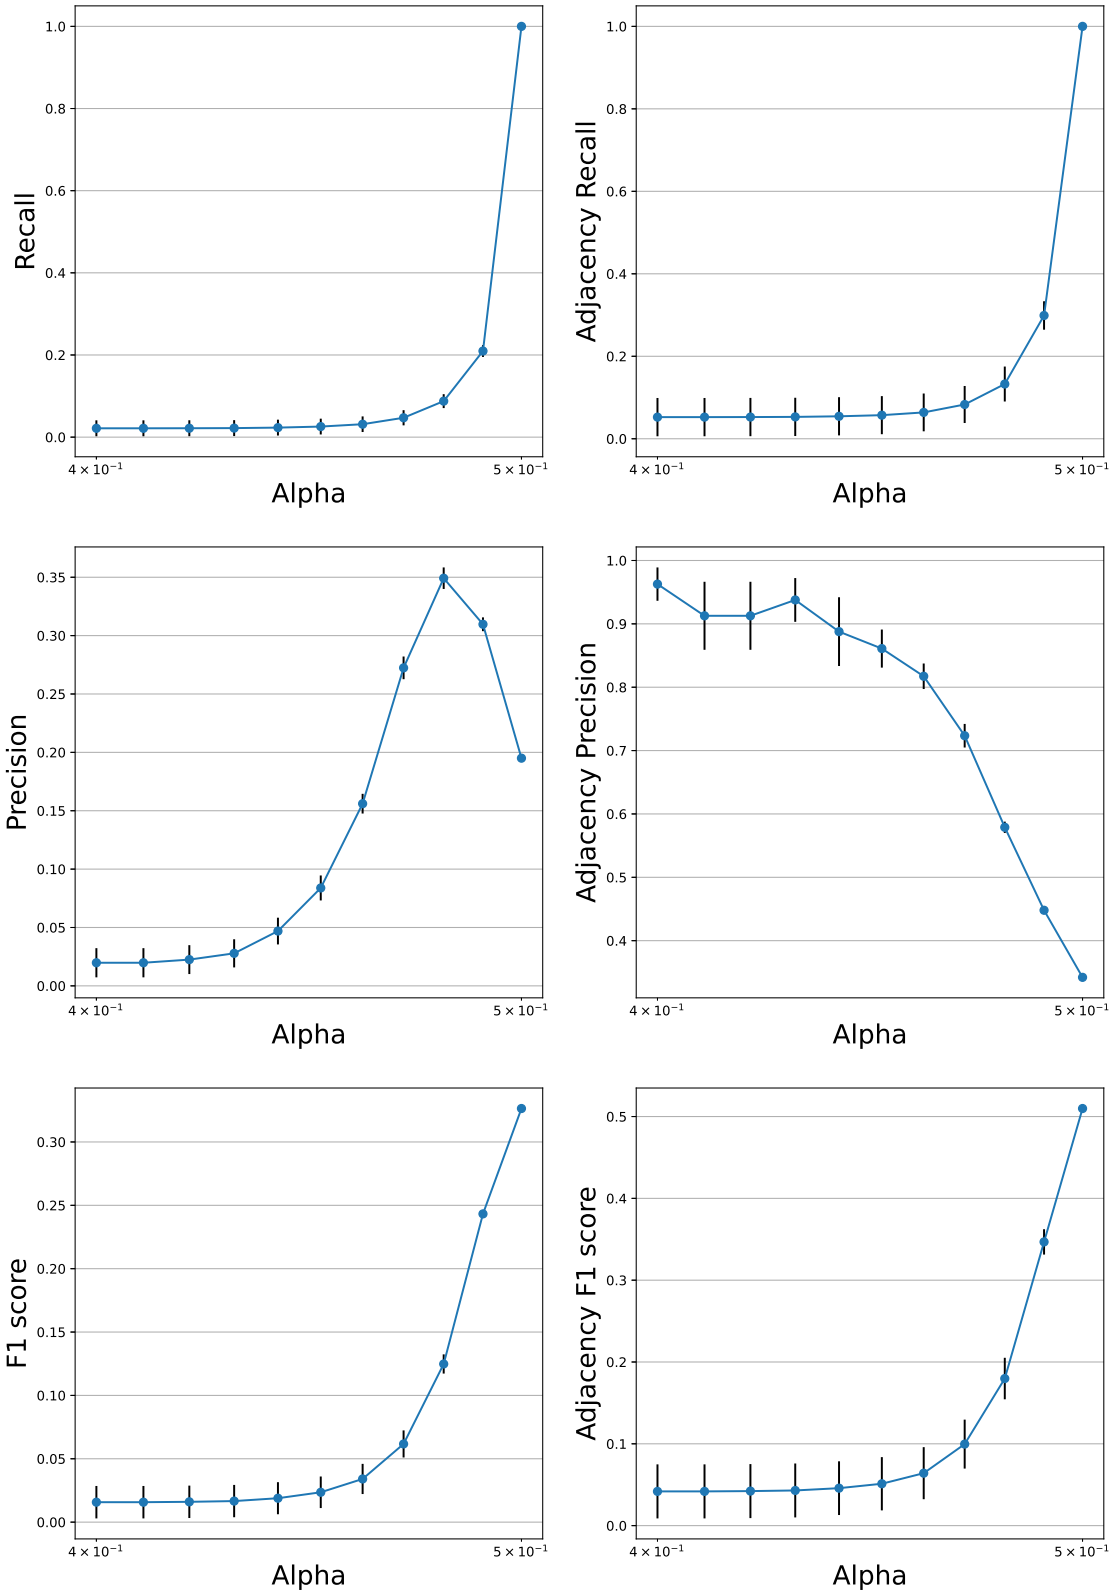 1.0
0.8
0.6
0.4
0.2
0.0
Recall
4 × 10⁻¹
5 × 10⁻¹
Alpha
1.0
0.8
0.6
0.4
0.2
0.0
Adjacency Recall
4 × 10⁻¹
5 × 10⁻¹
Alpha
0.35
0.30
0.25
0.20
0.15
0.10
0.05
0.00
Precision
4 × 10⁻¹
5 × 10⁻¹
Alpha
1.0
0.9
0.8
0.7
0.6
0.5
0.4
Adjacency Precision
4 × 10⁻¹
5 × 10⁻¹
Alpha
0.30
0.25
0.20
0.15
0.10
0.05
0.00
F1 score
4 × 10⁻¹
5 × 10⁻¹
Alpha
0.5
0.4
0.3
0.2
0.1
0.0
Adjacency F1 score
4 × 10⁻¹
5 × 10⁻¹
Alpha